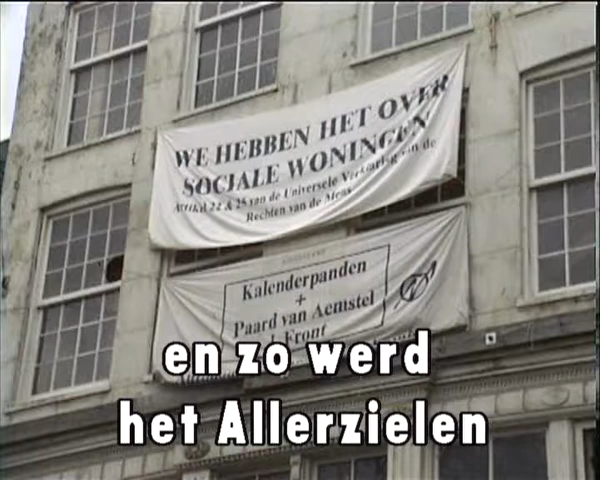 WE HEBBEN HET OVER
SOCIALE WONINGEN
Artikel 22 & 25 van de Universele Verklaring van de
Rechten van de Mens
Kalenderpanden
+
Paard van Aemstel
Front
en zo werd
het Allerzielen